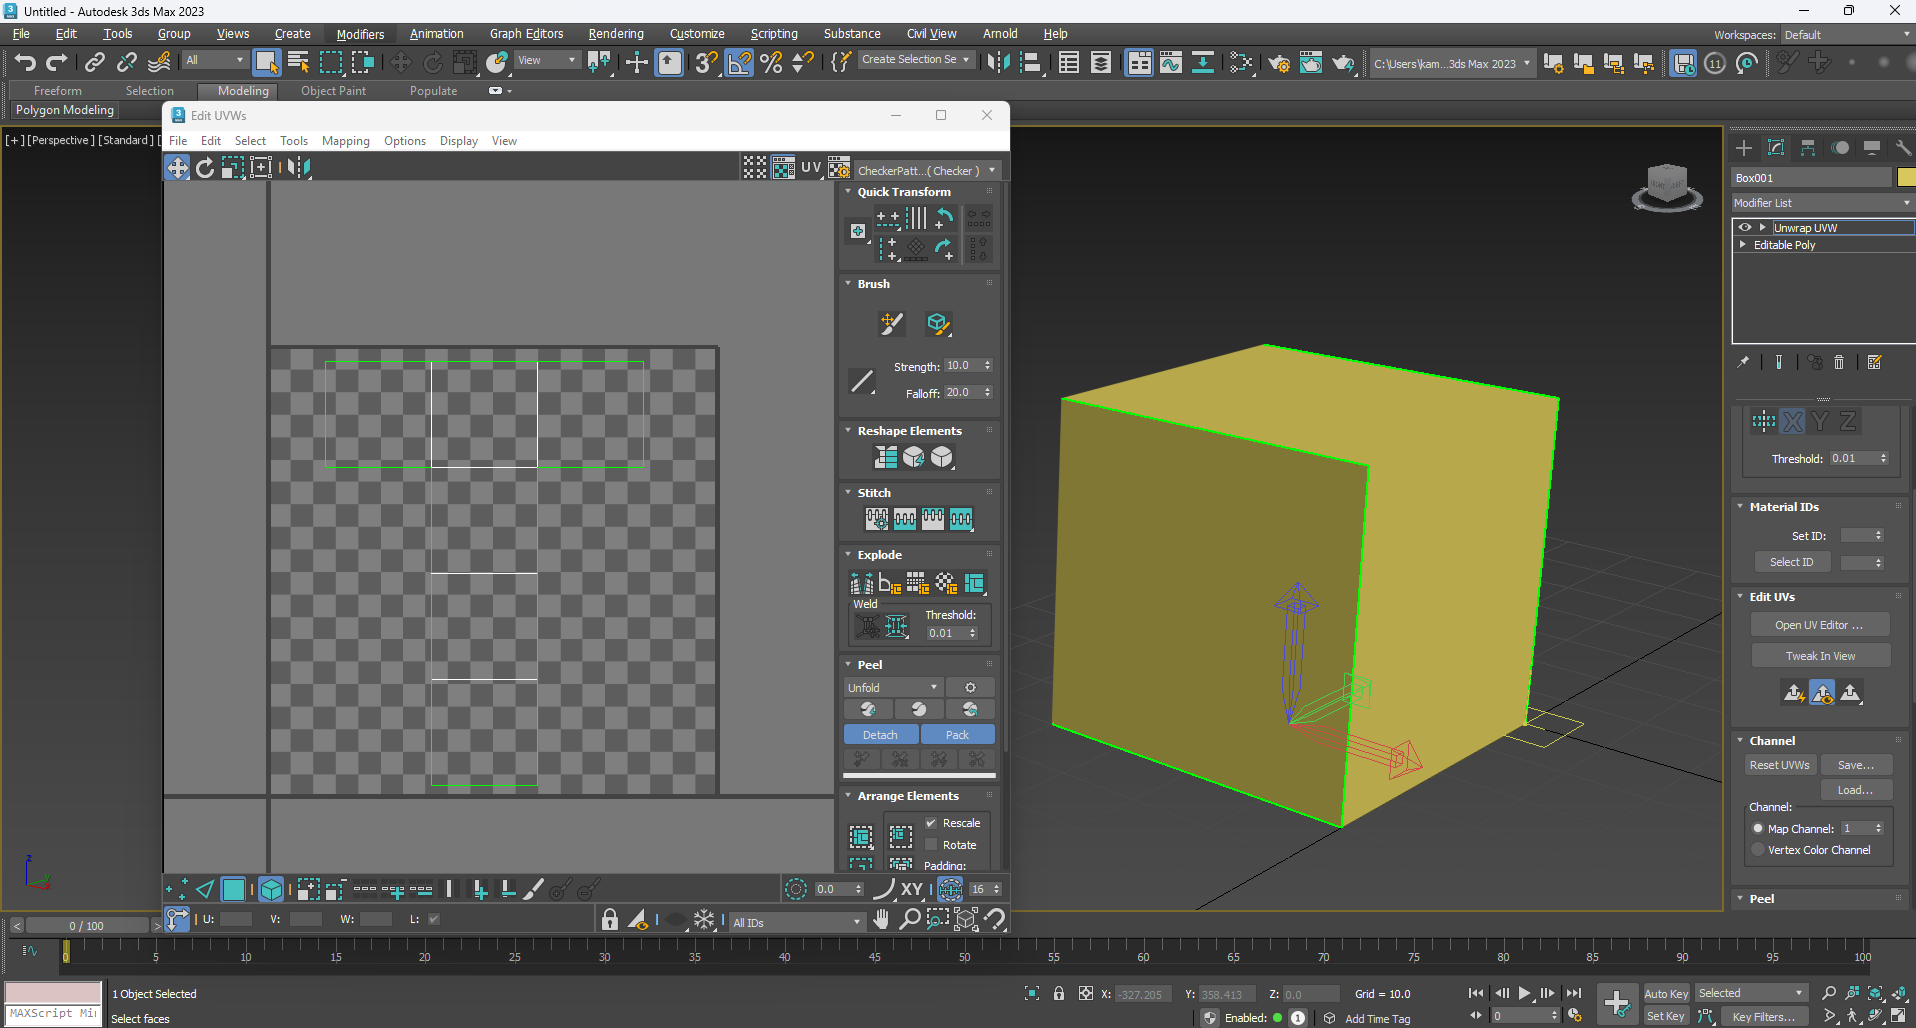 Untitled - Autodesk 3ds Max 2023
File Edit Tools Group Views Create Modifiers Animation Graph Editors Rendering Customize Scripting Substance Civil View Arnold Help
Workspaces: Default
All
View
Create Selection Se
C:\Users\kam...3ds Max 2023
11
Freeform Selection Modeling Object Paint Populate
Polygon Modeling
[+] [Perspective] [Standard] [
Edit UVWs
File Edit Select Tools Mapping Options Display View
UV
CheckerPatt...( Checker )
Quick Transform
Brush
Strength: 10.0
Falloff: 20.0
Reshape Elements
Stitch
Explode
Weld
Threshold:
0.01
Peel
Unfold
Detach Pack
Arrange Elements
Rescale
Rotate
Padding:
0.0
XY
16
U: V: W: L:
All IDs
Box001
Modifier List
Unwrap UVW
Editable Poly
X Y Z
Threshold: 0.01
Material IDs
Set ID:
Select ID
Edit UVs
Open UV Editor ...
Tweak In View
Channel
Reset UVWs Save...
Load...
Channel:
Map Channel: 1
Vertex Color Channel
Peel
z
y
x
< 0 / 100 >
0 5 10 15 20 25 30 35 40 45 50 55 60 65 70 75 80 85 90 95 100
1 Object Selected
Select faces
MAXScript Mi
X: -327.205 Y: 358.413 Z: 0.0 Grid = 10.0
Enabled: 1 Add Time Tag
0
Auto Key Selected
Set Key Key Filters...